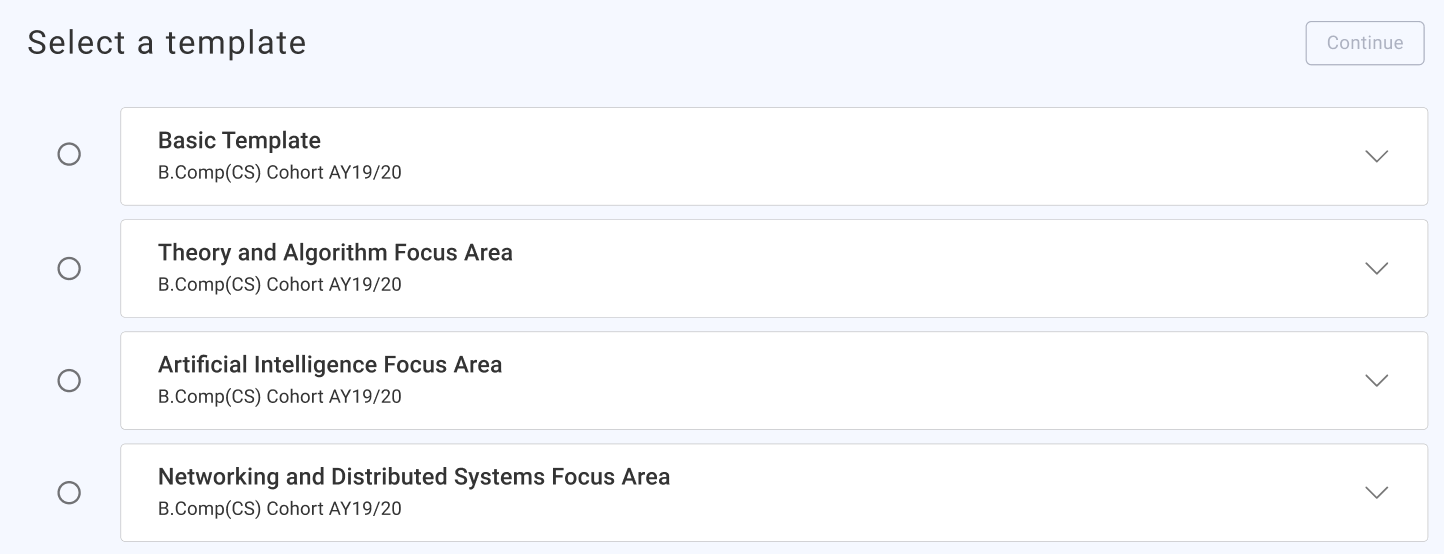 Select a template
Continue
Basic Template
B.Comp(CS) Cohort AY19/20
Theory and Algorithm Focus Area
B.Comp(CS) Cohort AY19/20
Artificial Intelligence Focus Area
B.Comp(CS) Cohort AY19/20
Networking and Distributed Systems Focus Area
B.Comp(CS) Cohort AY19/20